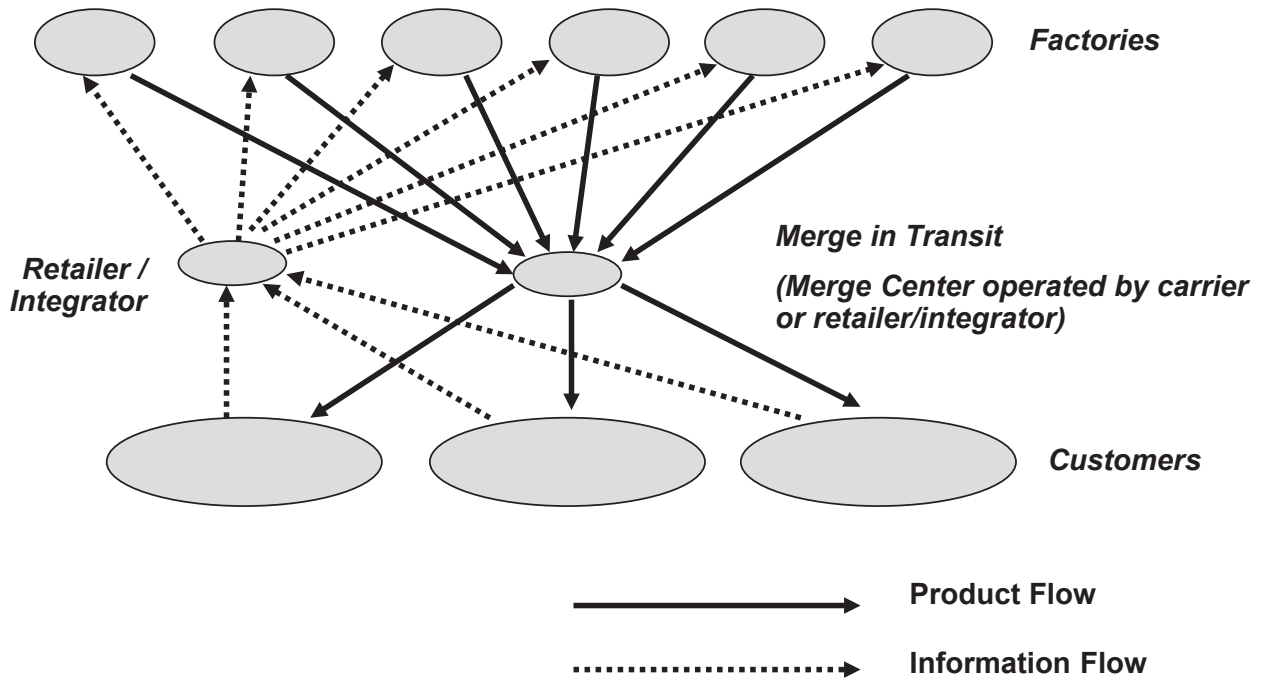 Factories
Merge in Transit
Retailer /
Integrator
(Merge Center operated by carrier
or retailer/integrator)
Customers
Product Flow
Information Flow